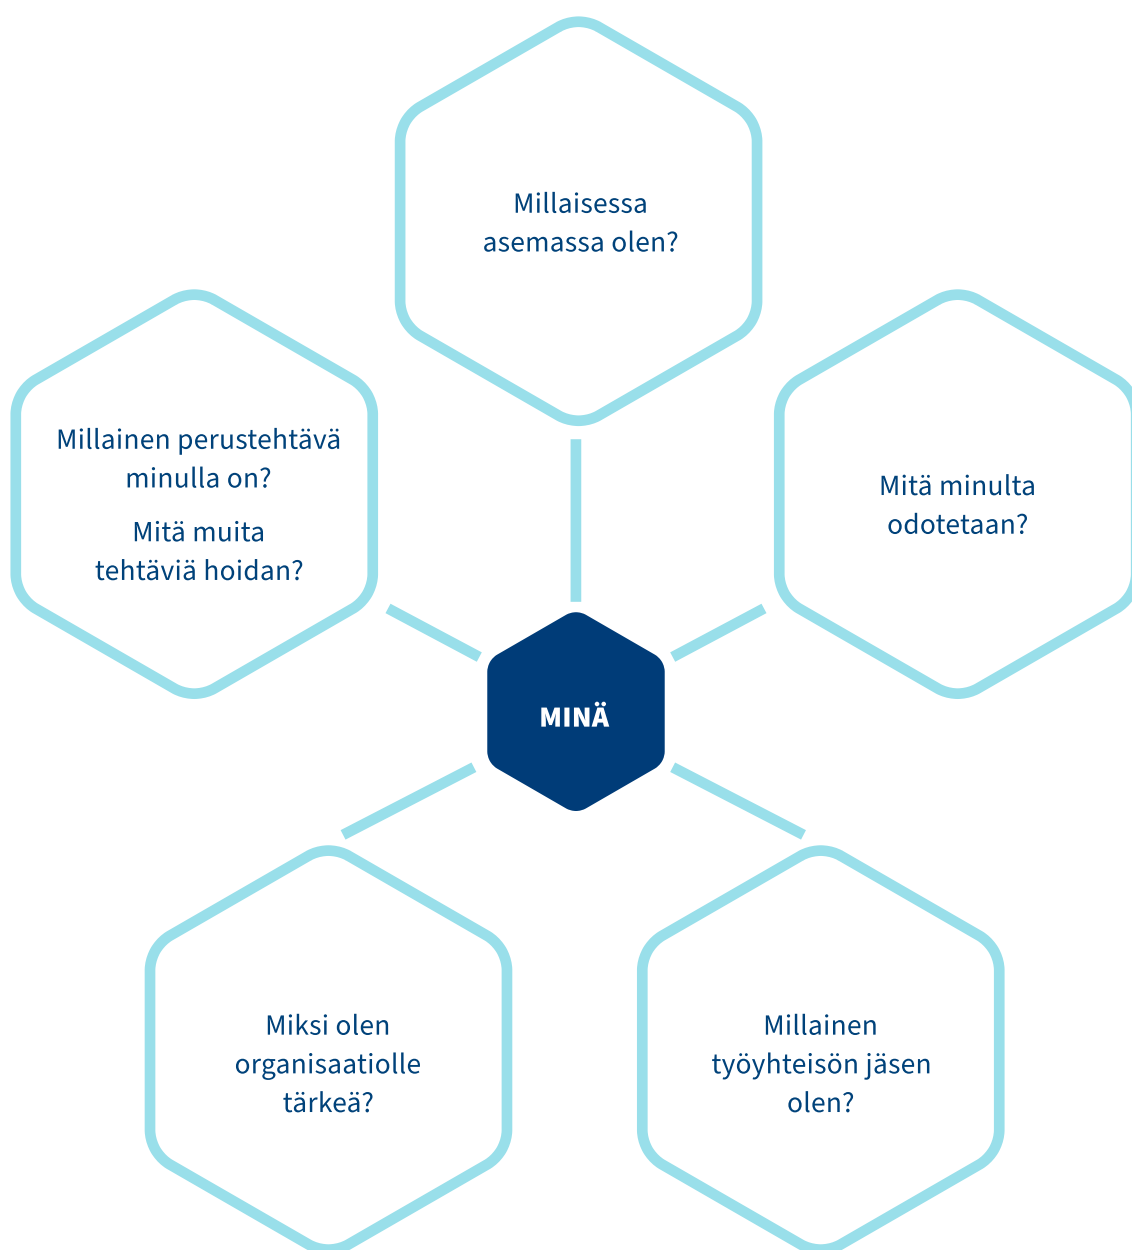 Millaisessa
asemassa olen?
Millainen perustehtävä
minulla on?
Mitä muita
tehtäviä hoidan?
Mitä minulta
odotetaan?
MINÄ
Miksi olen
organisaatiolle
tärkeä?
Millainen
työyhteisön jäsen
olen?